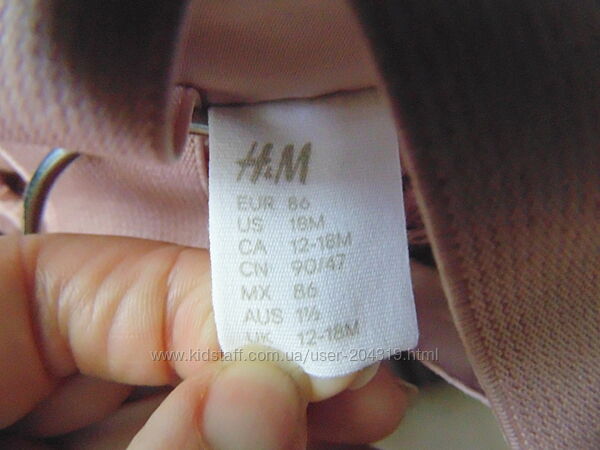 H&M
EUR 86
US 18M
CA 12-18M
CN 90/47
MX 86
AUS 1½
UK 12-18M
www.kidstaff.com.ua/user-204319.html